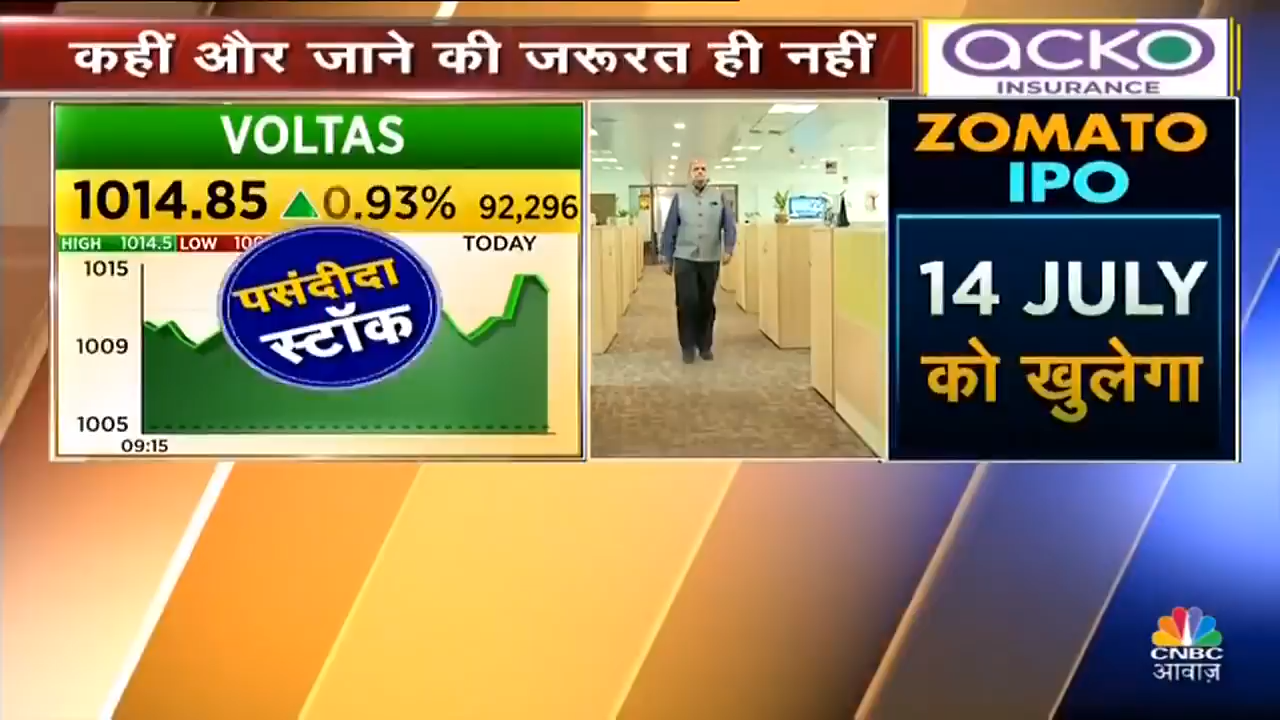 कहीं और जाने की जरूरत ही नहीं
acko
INSURANCE
VOLTAS
1014.85 ▲ 0.93% 92,296
HIGH 1014.5 LOW
TODAY
1015
1009
1005
09:15
पसंदीदा
स्टॉक
ZOMATO
IPO
14 JULY
को खुलेगा
CNBC
आवाज़